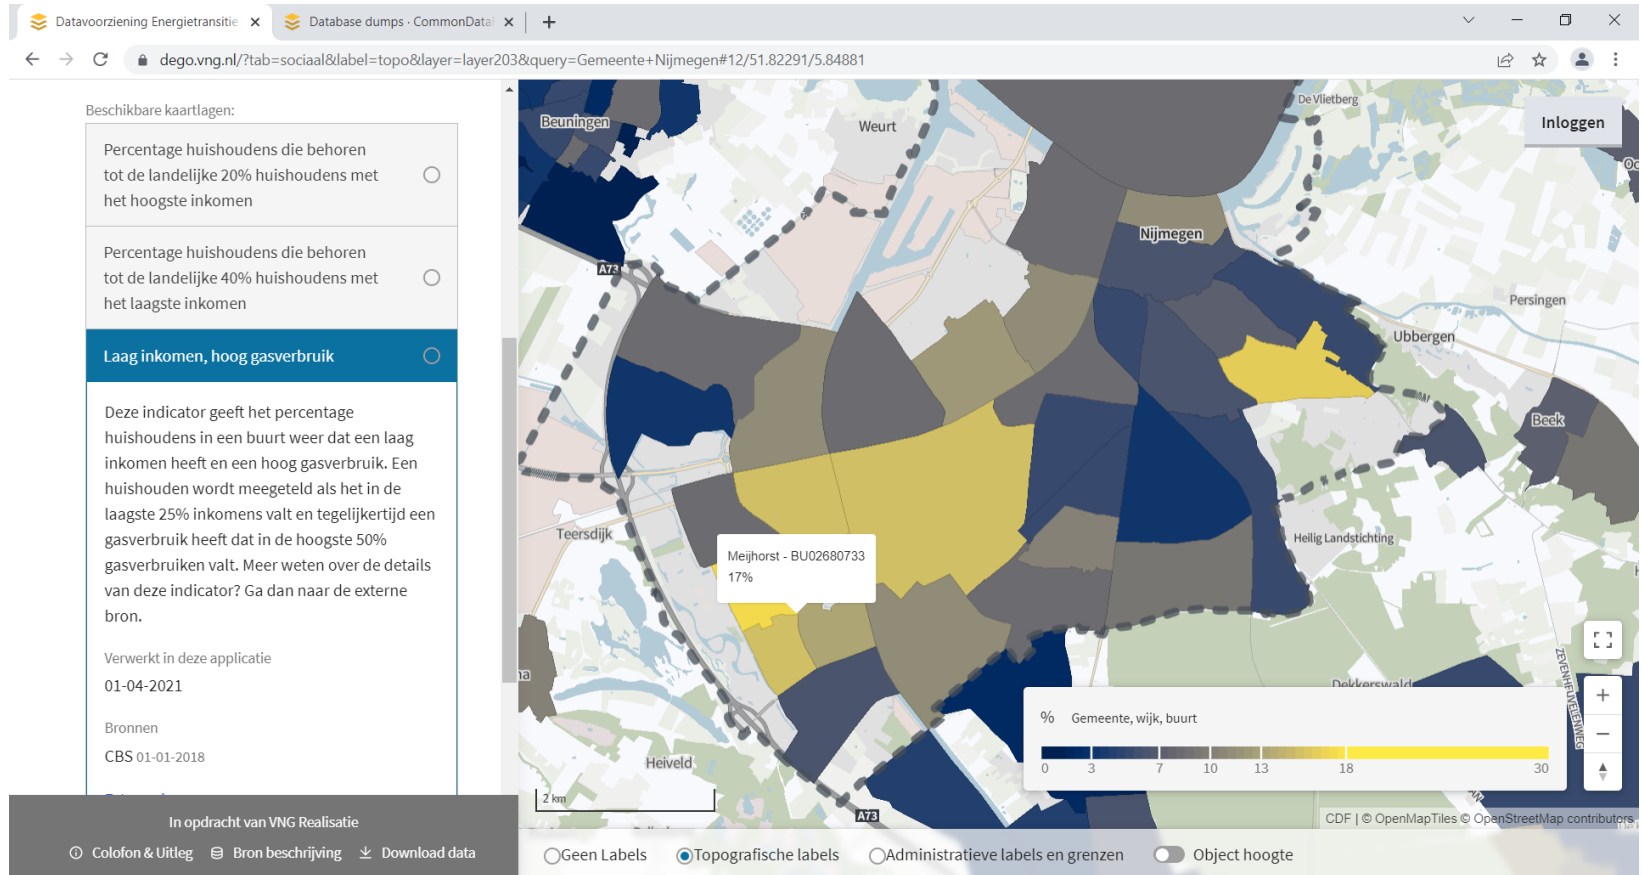 Datavoorziening Energietransitie
Database dumps · CommonData
dego.vng.nl/?tab=sociaal&label=topo&layer=layer203&query=Gemeente+Nijmegen#12/51.82291/5.84881
Beschikbare kaartlagen:
Percentage huishoudens die behoren
tot de landelijke 20% huishoudens met
het hoogste inkomen
Percentage huishoudens die behoren
tot de landelijke 40% huishoudens met
het laagste inkomen
Laag inkomen, hoog gasverbruik
Deze indicator geeft het percentage
huishoudens in een buurt weer dat een laag
inkomen heeft en een hoog gasverbruik. Een
huishouden wordt meegeteld als het in de
laagste 25% inkomens valt en tegelijkertijd een
gasverbruik heeft dat in de hoogste 50%
gasverbruiken valt. Meer weten over de details
van deze indicator? Ga dan naar de externe
bron.
Verwerkt in deze applicatie
01-04-2021
Bronnen
CBS 01-01-2018
In opdracht van VNG Realisatie
Colofon & Uitleg
Bron beschrijving
Download data
Beuningen
Weurt
De Vlietberg
Inloggen
Nijmegen
A73
Persingen
Ubbergen
Beek
Teersdijk
Heilig Landstichting
Meijhorst - BU02680733
17%
Dekkerswald
ZEVENHEUVELENWEG
Heiveld
2 km
A73
% Gemeente, wijk, buurt
0 3 7 10 13 18 30
CDF | © OpenMapTiles © OpenStreetMap contributors
Geen Labels
Topografische labels
Administratieve labels en grenzen
Object hoogte